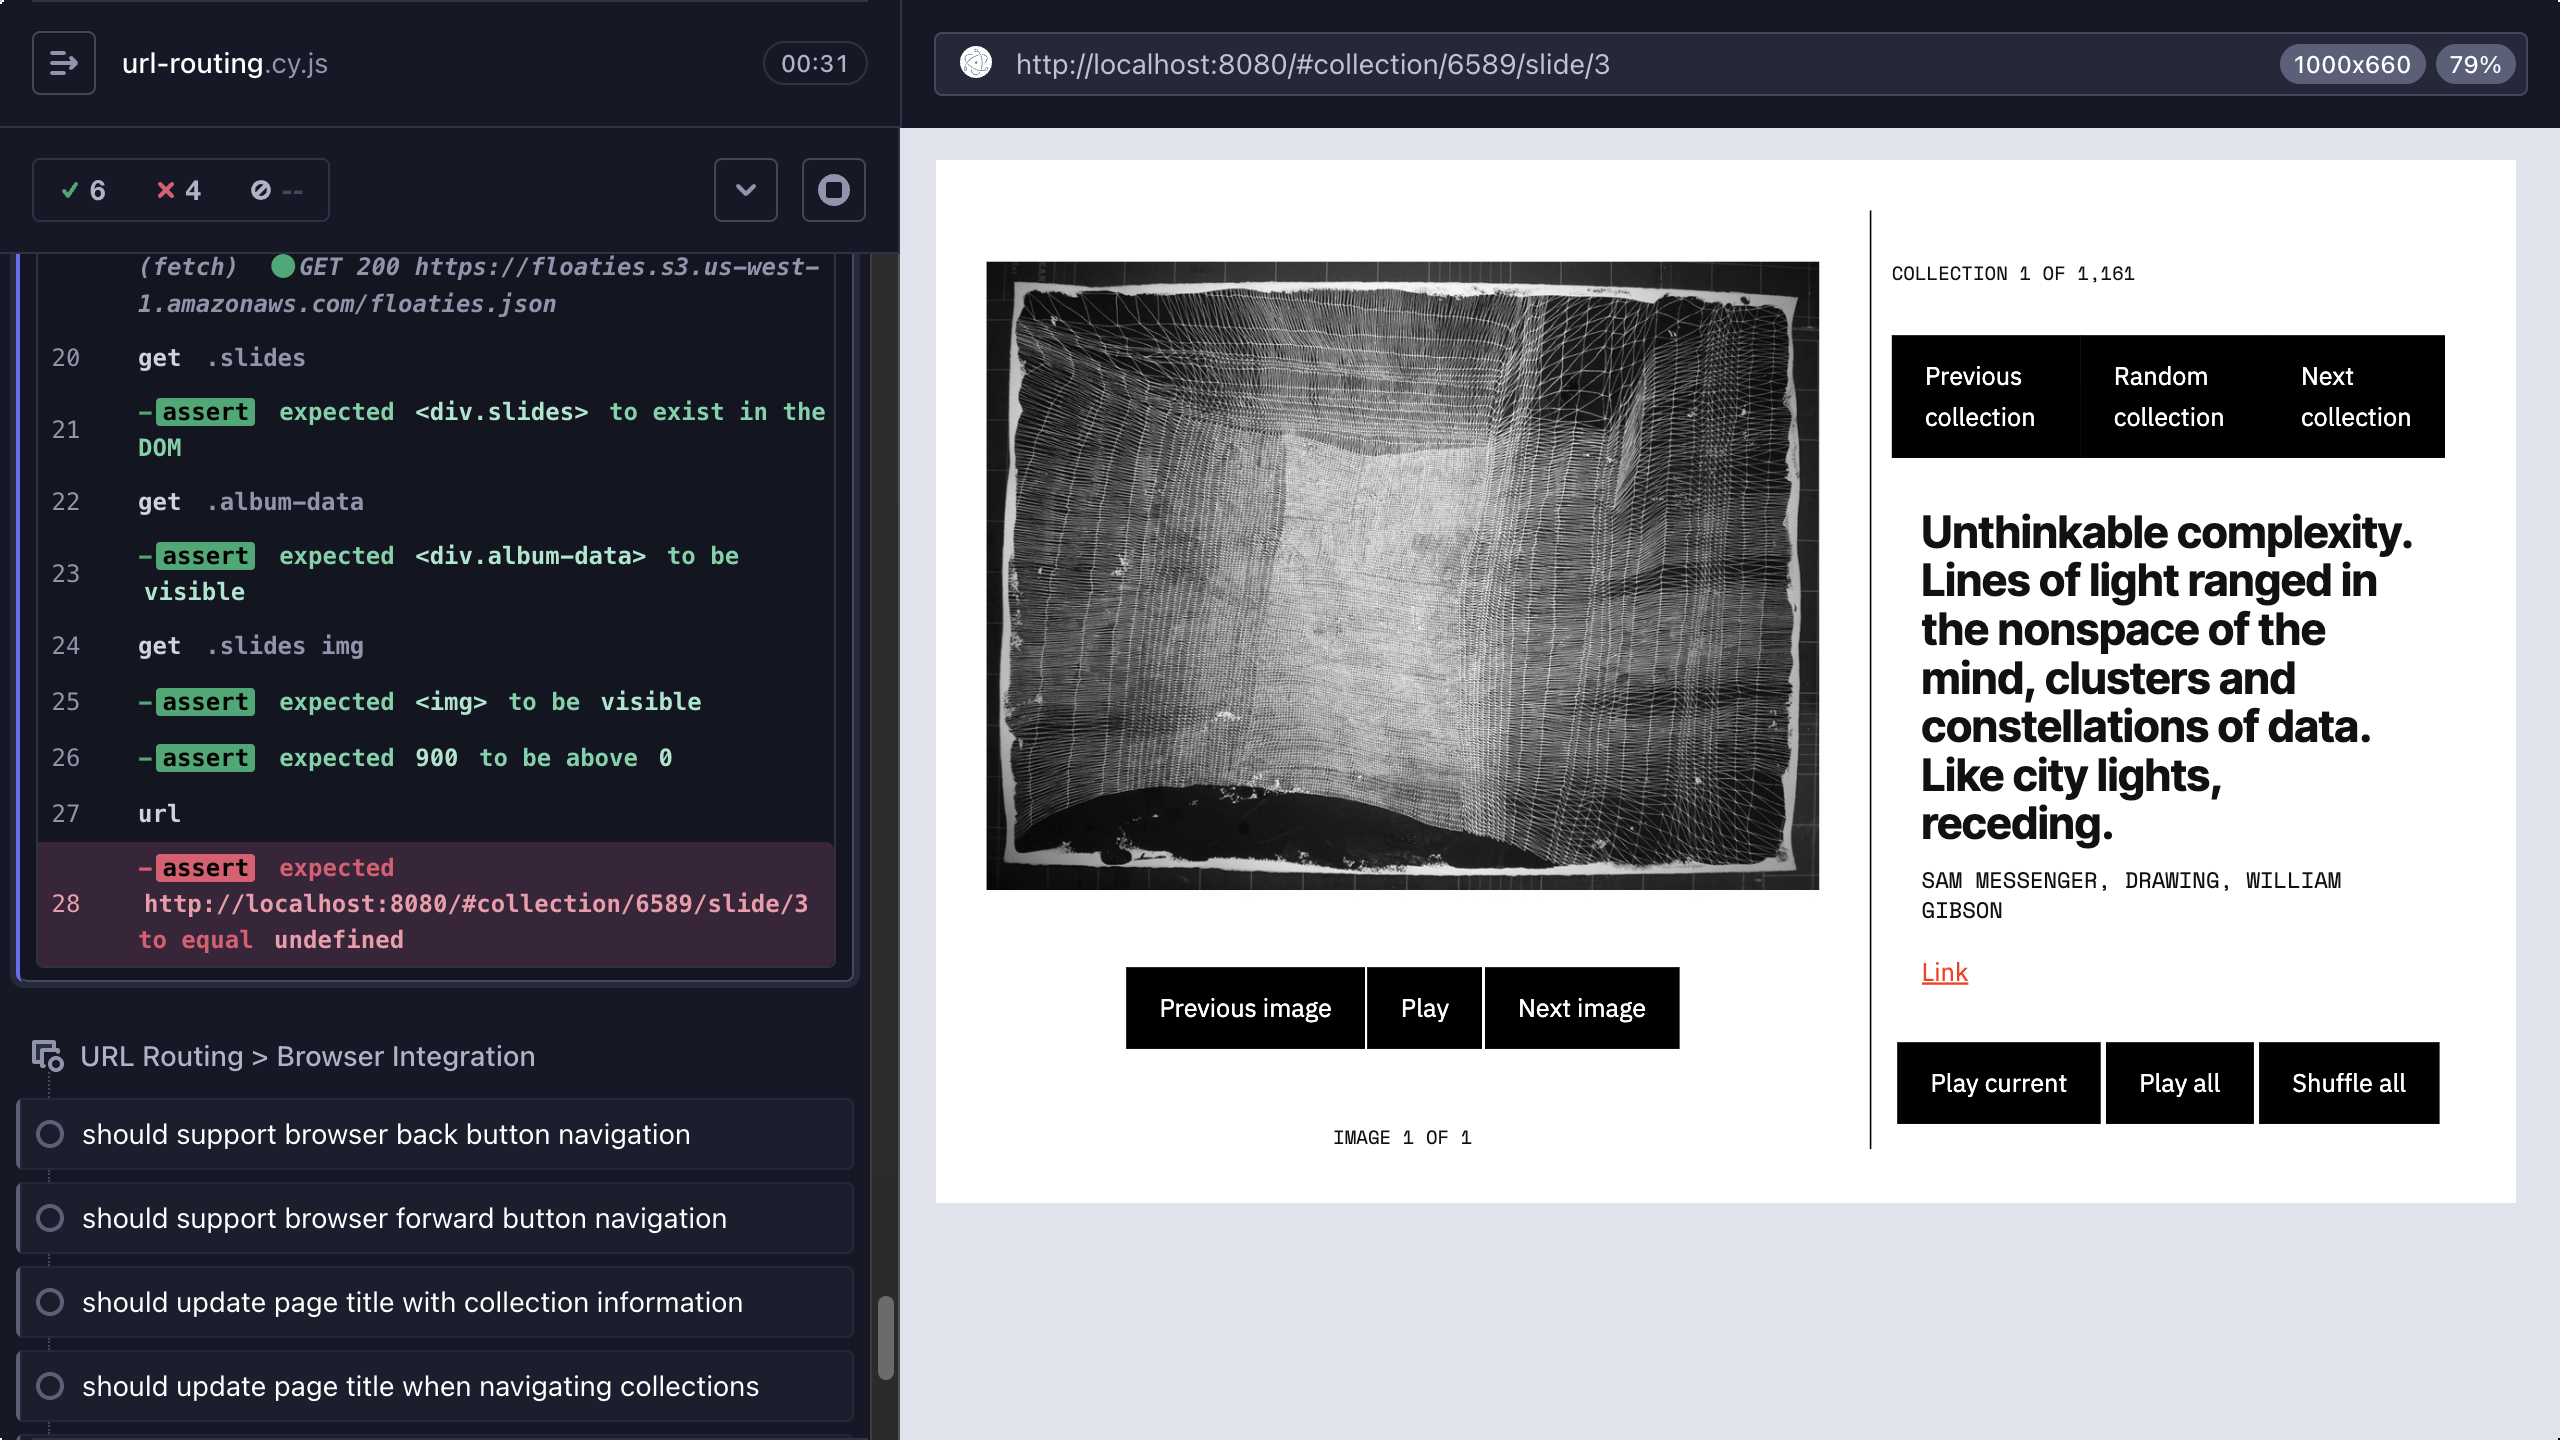 url-routing.cy.js
00:31
6
4
--
(fetch) GET 200 https://floaties.s3.us-west-
1.amazonaws.com/floaties.json
20 get .slides
21 -assert expected <div.slides> to exist in the
DOM
22 get .album-data
23 -assert expected <div.album-data> to be
visible
24 get .slides img
25 -assert expected <img> to be visible
26 -assert expected 900 to be above 0
27 url
-assert expected
28 http://localhost:8080/#collection/6589/slide/3
to equal undefined
URL Routing > Browser Integration
should support browser back button navigation
should support browser forward button navigation
should update page title with collection information
should update page title when navigating collections
http://localhost:8080/#collection/6589/slide/3
1000x660
79%
Previous image
Play
Next image
IMAGE 1 OF 1
COLLECTION 1 OF 1,161
Previous
collection
Random
collection
Next
collection
Unthinkable complexity.
Lines of light ranged in
the nonspace of the
mind, clusters and
constellations of data.
Like city lights,
receding.
SAM MESSENGER, DRAWING, WILLIAM
GIBSON
Link
Play current
Play all
Shuffle all